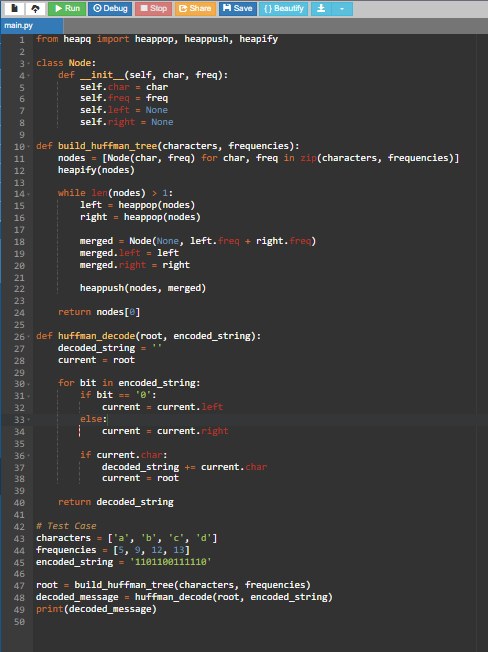 Run Debug Stop Share Save {} Beautify
main.py
1 from heapq import heappop, heappush, heapify
2
3 class Node:
4     def __init__(self, char, freq):
5         self.char = char
6         self.freq = freq
7         self.left = None
8         self.right = None
9
10 def build_huffman_tree(characters, frequencies):
11     nodes = [Node(char, freq) for char, freq in zip(characters, frequencies)]
12     heapify(nodes)
13
14     while len(nodes) > 1:
15         left = heappop(nodes)
16         right = heappop(nodes)
17
18         merged = Node(None, left.freq + right.freq)
19         merged.left = left
20         merged.right = right
21
22         heappush(nodes, merged)
23
24     return nodes[0]
25
26 def huffman_decode(root, encoded_string):
27     decoded_string = ''
28     current = root
29
30     for bit in encoded_string:
31         if bit == '0':
32             current = current.left
33         else:
34             current = current.right
35
36         if current.char:
37             decoded_string += current.char
38             current = root
39
40     return decoded_string
41
42 # Test Case
43 characters = ['a', 'b', 'c', 'd']
44 frequencies = [5, 9, 12, 13]
45 encoded_string = '1101100111110'
46
47 root = build_huffman_tree(characters, frequencies)
48 decoded_message = huffman_decode(root, encoded_string)
49 print(decoded_message)
50